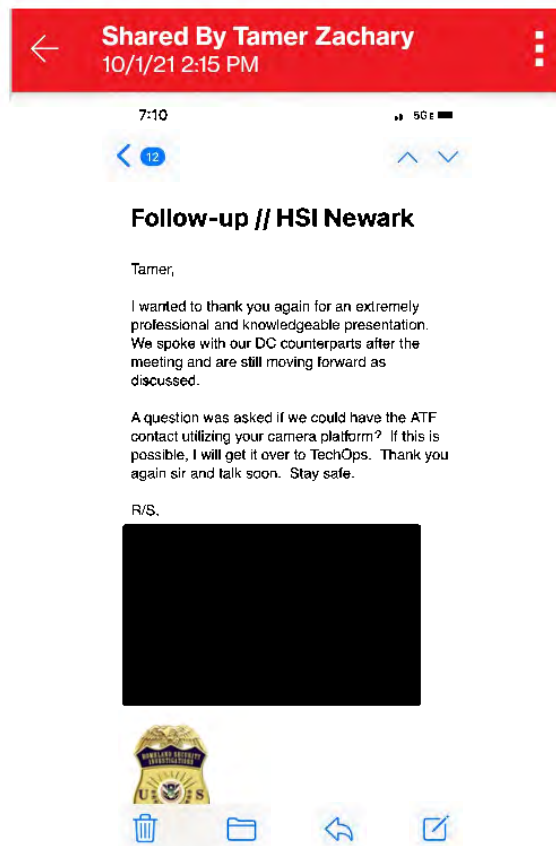 Shared By Tamer Zachary
10/1/21 2:15 PM
7:10
5GE
12
Follow-up // HSI Newark
Tamer,
I wanted to thank you again for an extremely
professional and knowledgeable presentation.
We spoke with our DC counterparts after the
meeting and are still moving forward as
discussed.
A question was asked if we could have the ATF
contact utilizing your camera platform? If this is
possible, I will get it over to TechOps. Thank you
again sir and talk soon. Stay safe.
R/S,
HOMELAND SECURITY
INVESTIGATIONS
U S